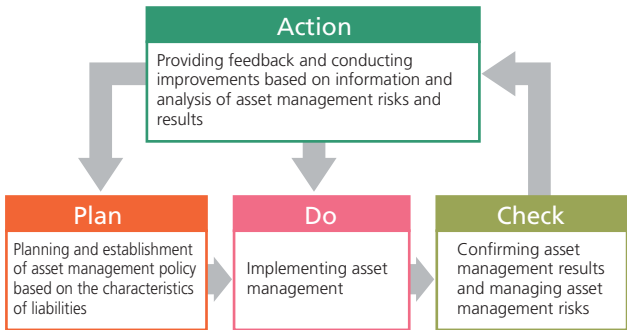 Action
Providing feedback and conducting
improvements based on information and
analysis of asset management risks and
results
Plan
Planning and establishment
of asset management policy
based on the characteristics
of liabilities
Do
Implementing asset
management
Check
Confirming asset
management results
and managing asset
management risks